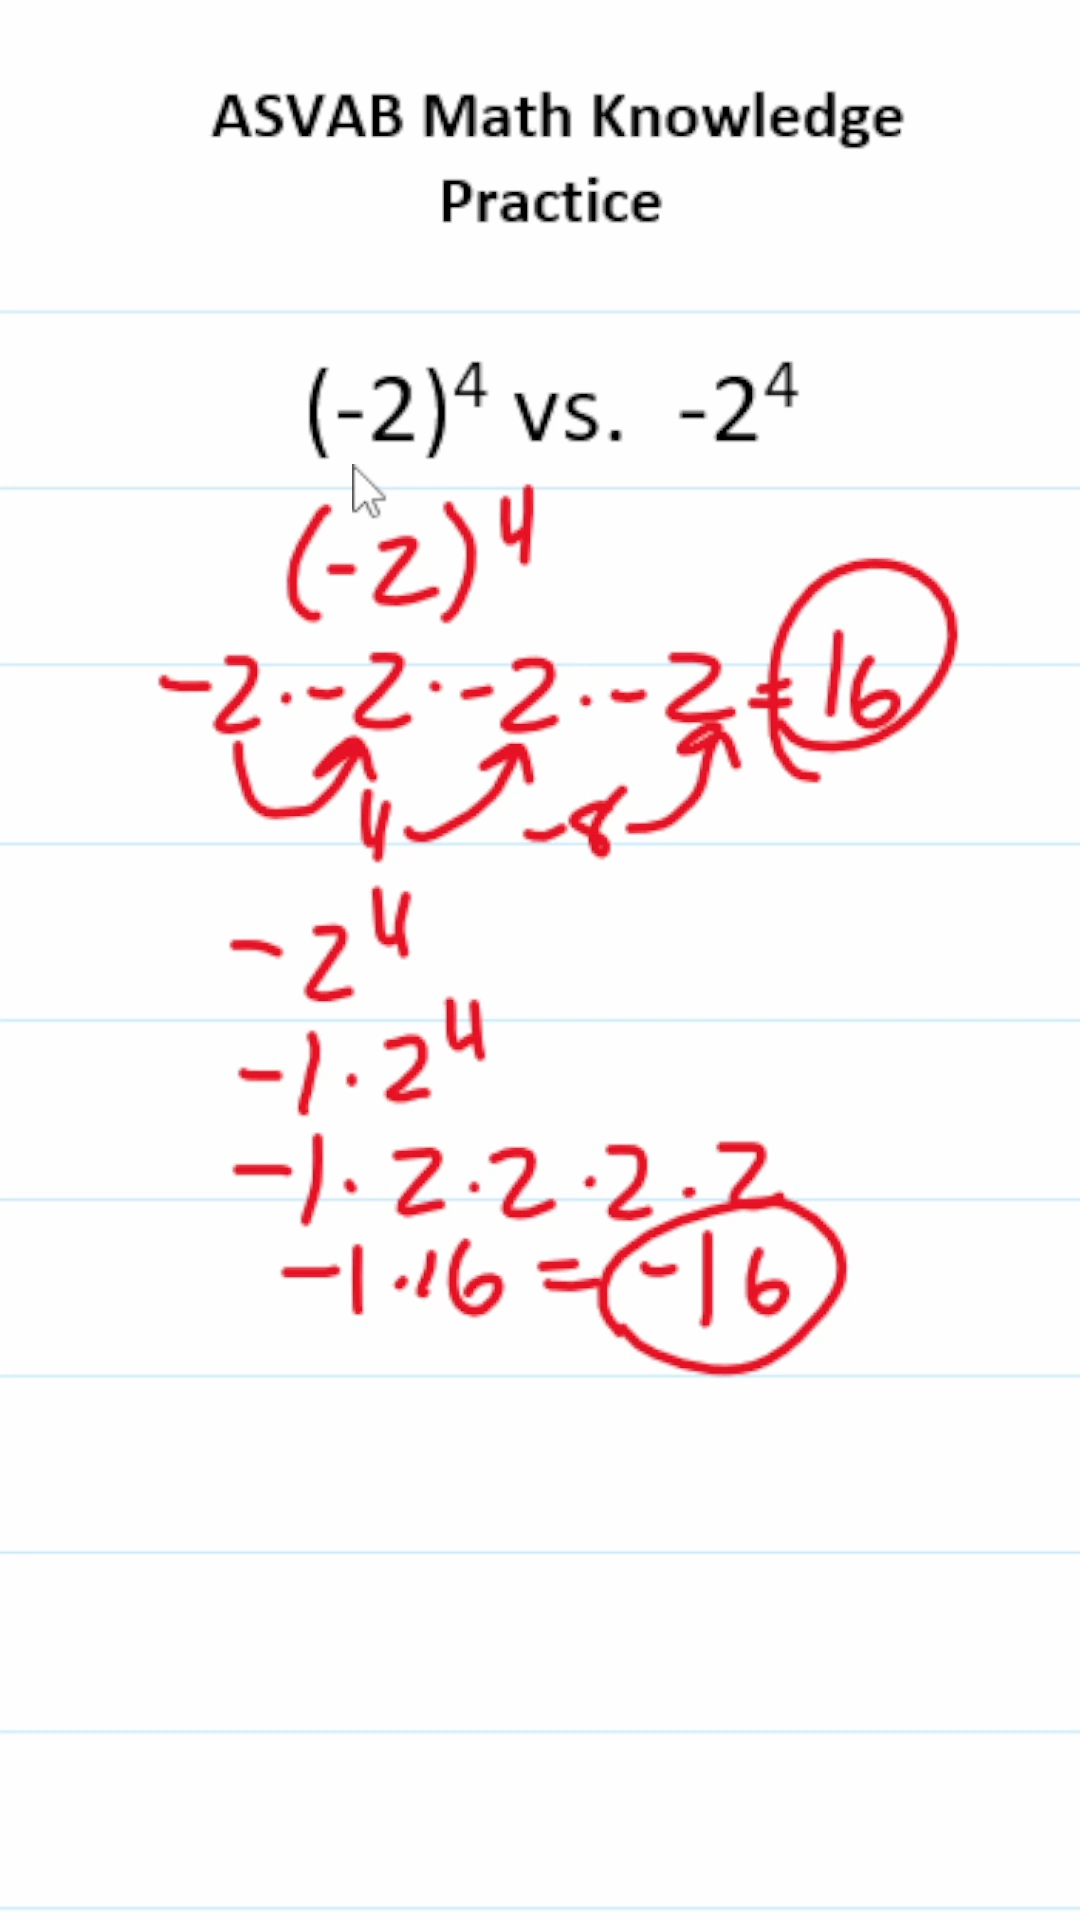 ASVAB Math Knowledge
Practice
(-2)⁴ vs. -2⁴
(-2)⁴
-2·-2·-2·-2=16
4 -8
-2⁴
-1·2⁴
-1·2·2·2·2
-1·16=-16